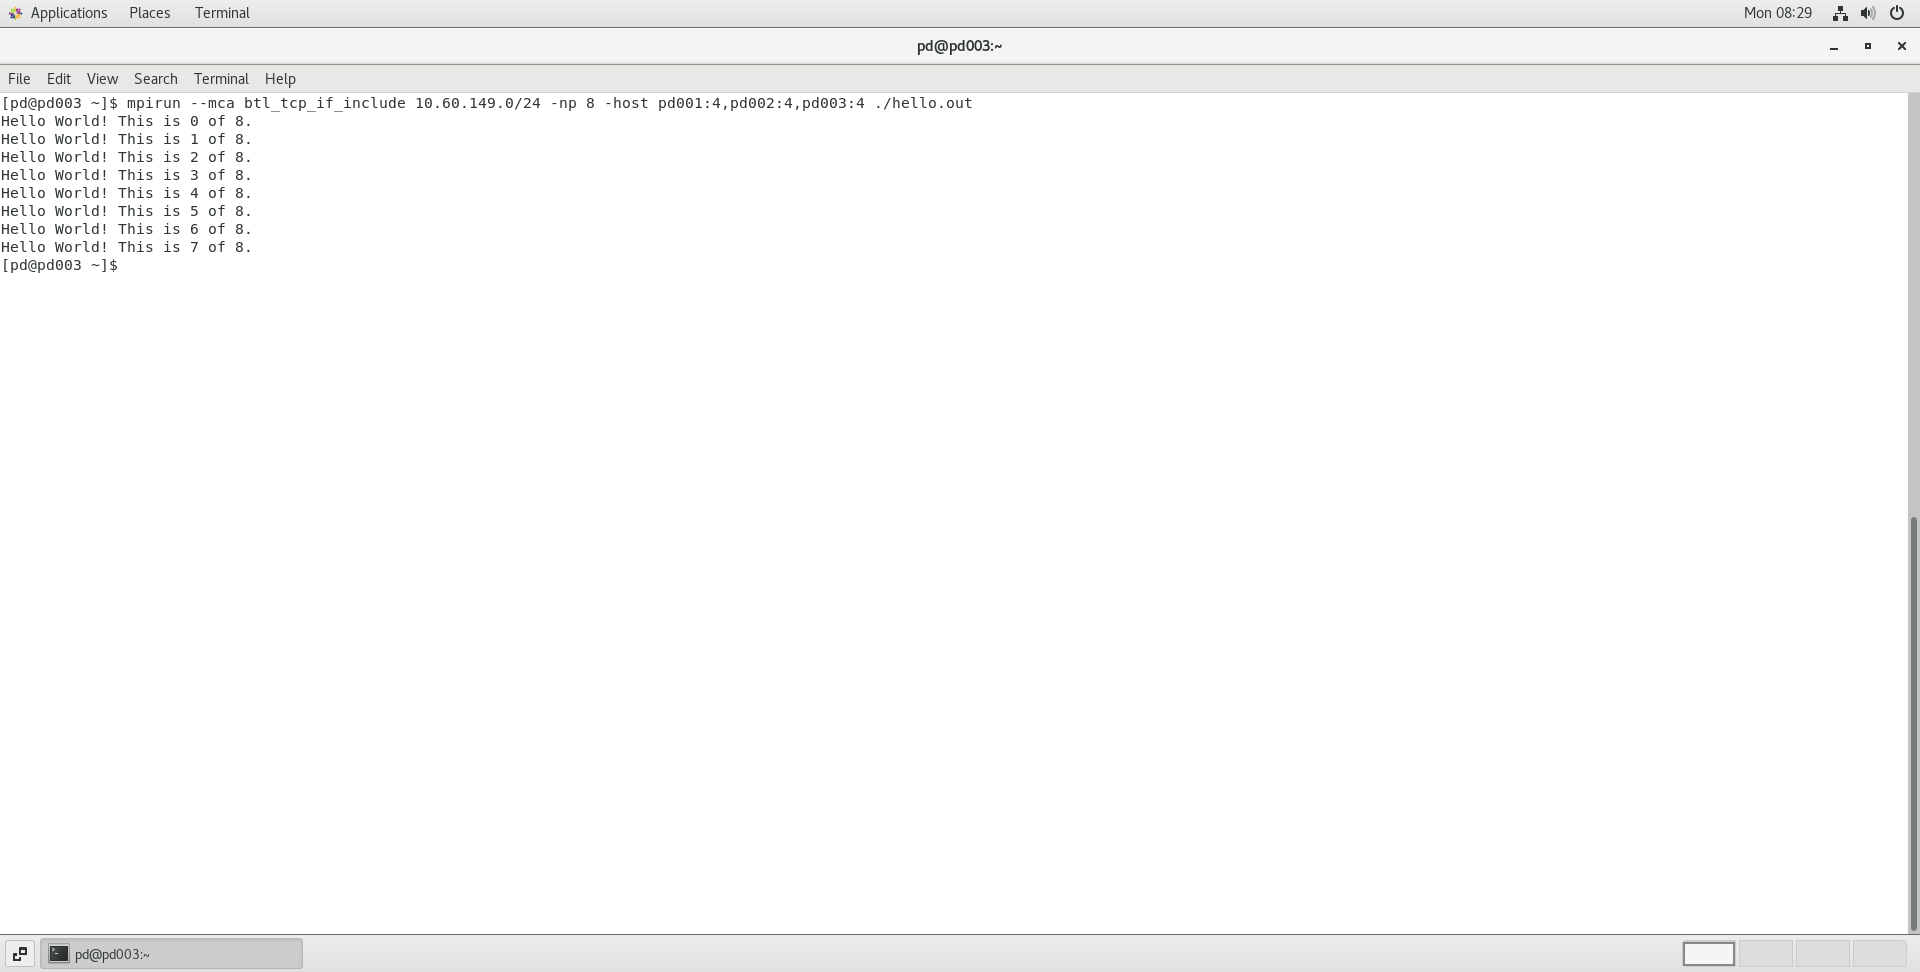 Applications Places Terminal Mon 08:29
pd@pd003:~
File Edit View Search Terminal Help
[pd@pd003 ~]$ mpirun --mca btl_tcp_if_include 10.60.149.0/24 -np 8 -host pd001:4,pd002:4,pd003:4 ./hello.out
Hello World! This is 0 of 8.
Hello World! This is 1 of 8.
Hello World! This is 2 of 8.
Hello World! This is 3 of 8.
Hello World! This is 4 of 8.
Hello World! This is 5 of 8.
Hello World! This is 6 of 8.
Hello World! This is 7 of 8.
[pd@pd003 ~]$
pd@pd003:~